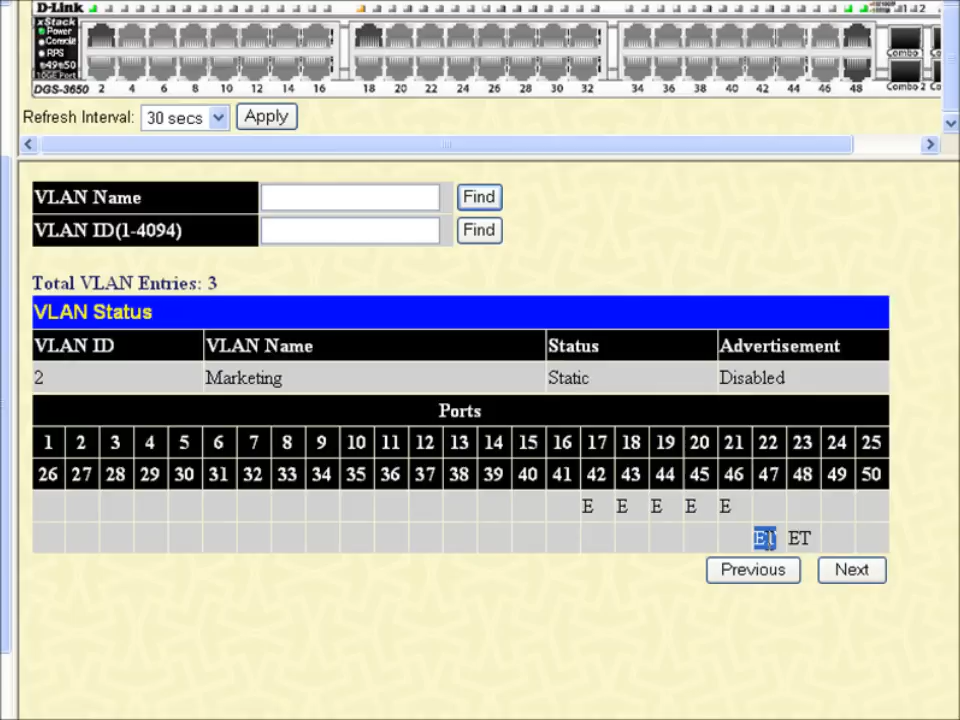 D-Link
xStack
Power
Console
RPS
10GE Port
DGS-3650 2 4 6 8 10 12 14 16 18 20 22 24 26 28 30 32 34 36 38 40 42 44 46 48 Combo 2 Co
Combo
Refresh Interval: 30 secs Apply
VLAN Name Find
VLAN ID(1-4094) Find
Total VLAN Entries: 3
VLAN Status
VLAN ID VLAN Name Status Advertisement
2 Marketing Static Disabled
Ports
1 2 3 4 5 6 7 8 9 10 11 12 13 14 15 16 17 18 19 20 21 22 23 24 25
26 27 28 29 30 31 32 33 34 35 36 37 38 39 40 41 42 43 44 45 46 47 48 49 50
E E E E E
ET ET
Previous Next